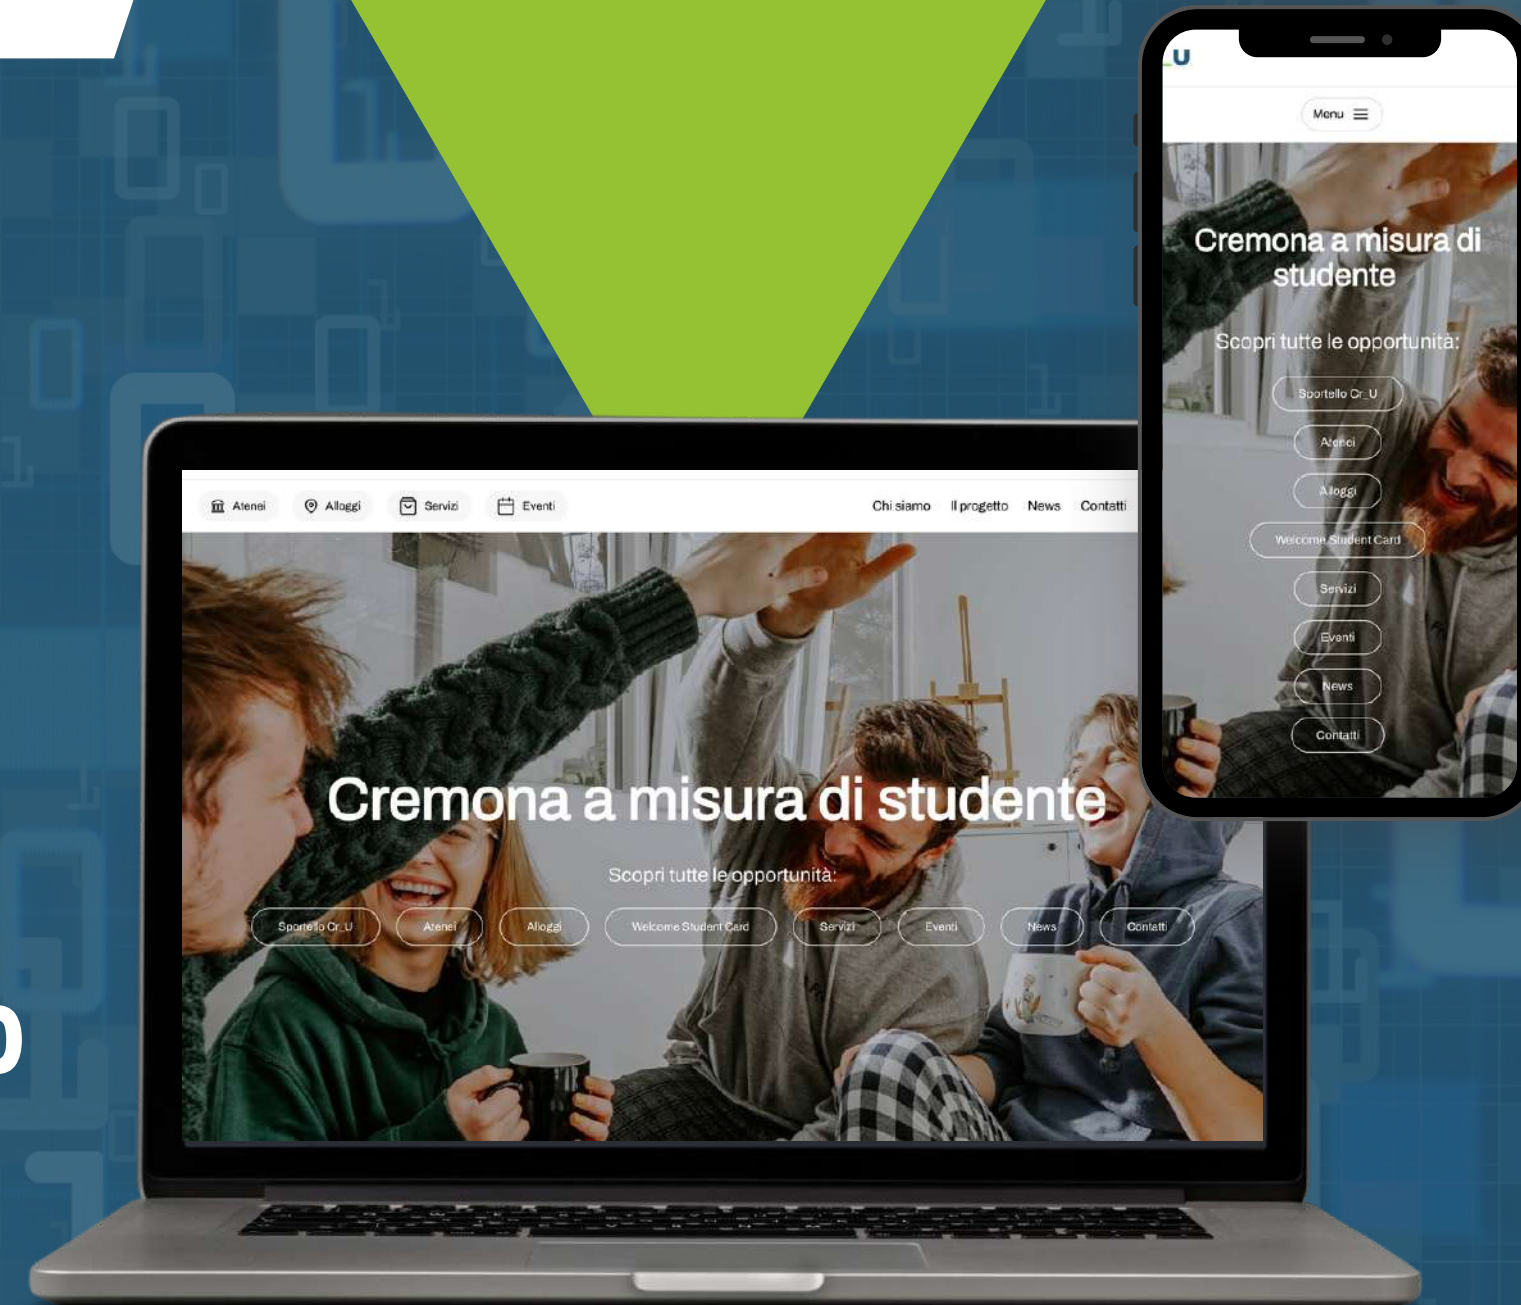 _U
Menu
Cremona a misura di
studente
Scopri tutte le opportunità:
Sportello Cr_U
Atenei
Alloggi
Welcome Student Card
Servizi
Eventi
News
Contatti
Atenei Alloggi Servizi Eventi Chi siamo Il progetto News Contatti
Cremona a misura di studente
Scopri tutte le opportunità:
Sportello Cr_U Atenei Alloggi Welcome Student Card Servizi Eventi News Contatti